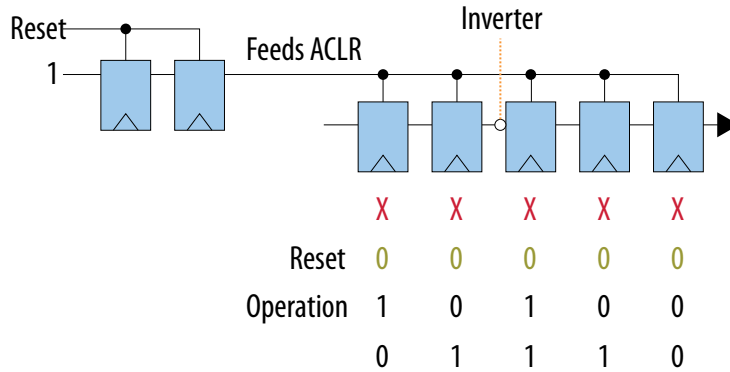 Inverter
Reset
Feeds ACLR
1
X X X X X
Reset 0 0 0 0 0
Operation 1 0 1 0 0
0 1 1 1 0